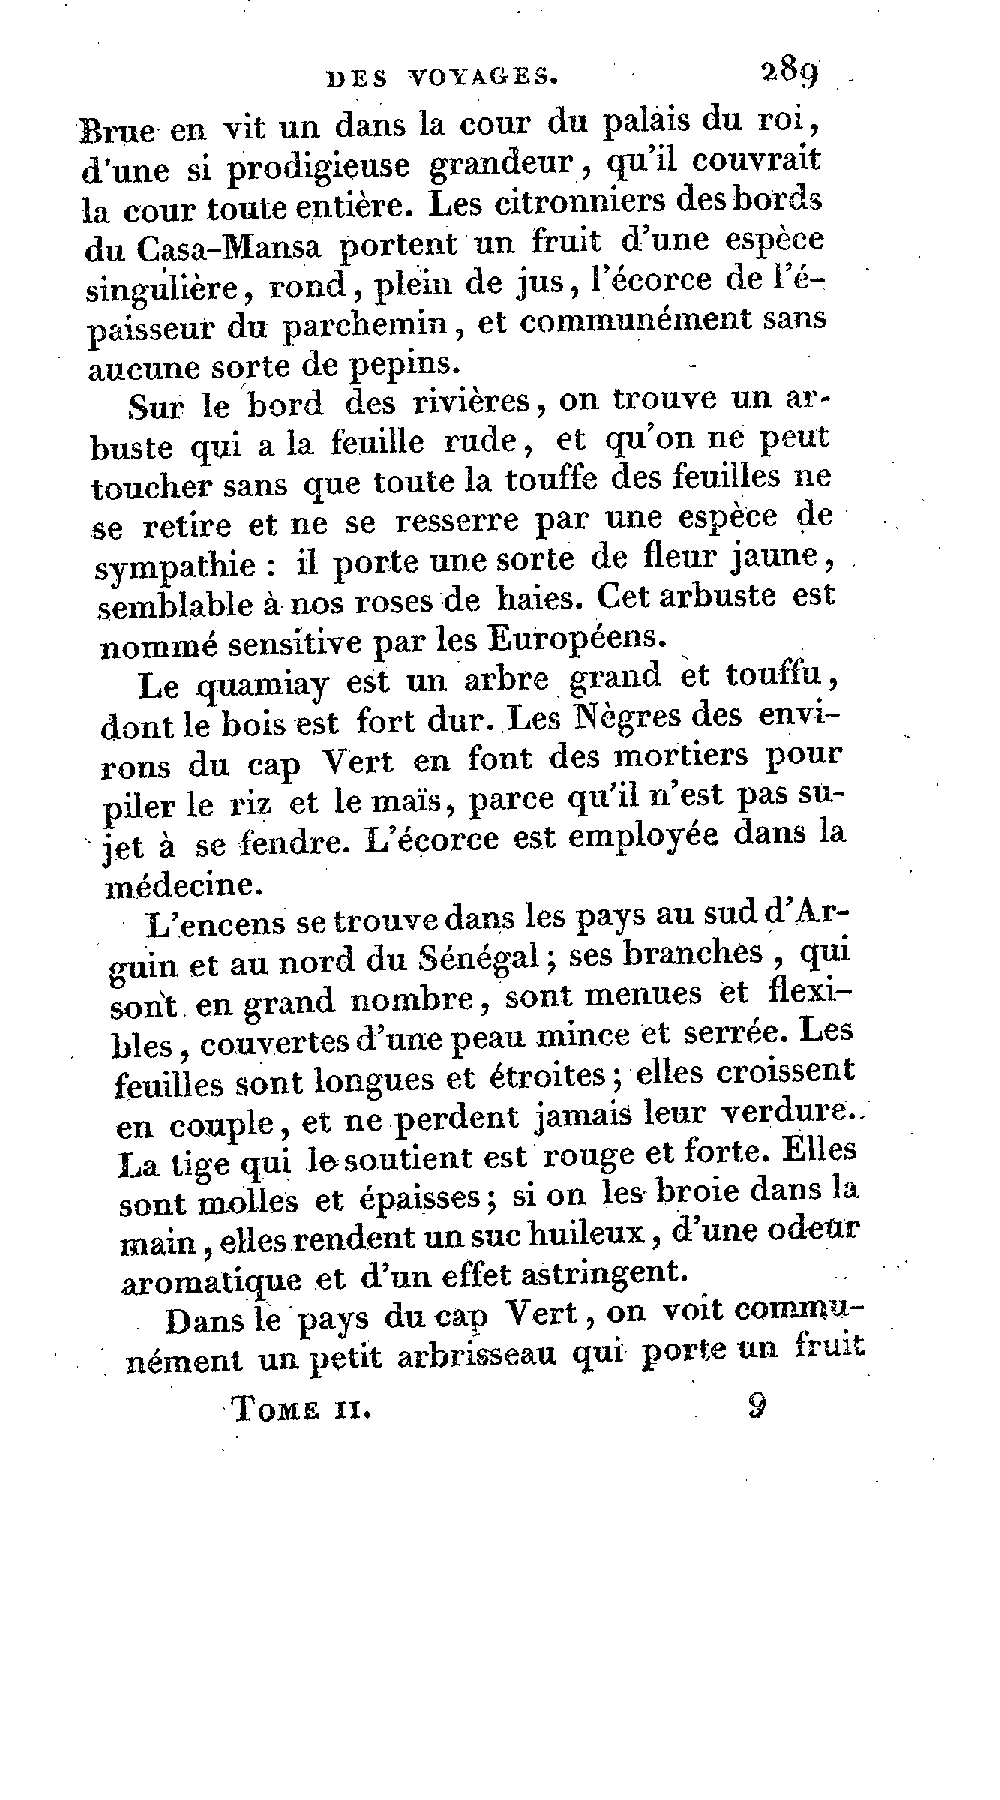 DES VOYAGES. 289
Brue en vit un dans la cour du palais du roi,
d'une si prodigieuse grandeur, qu'il couvrait
la cour toute entière. Les citronniers des bords
du Casa-Mansa portent un fruit d'une espèce
singulière, rond, plein de jus, l'écorce de l'é-
paisseur du parchemin, et communément sans
aucune sorte de pepins.
Sur le bord des rivières, on trouve un ar-
buste qui a la feuille rude, et qu'on ne peut
toucher sans que toute la touffe des feuilles ne
se retire et ne se resserre par une espèce de
sympathie : il porte une sorte de fleur jaune,
semblable à nos roses de haies. Cet arbuste est
nommé sensitive par les Européens.
Le quamiay est un arbre grand et touffu,
dont le bois est fort dur. Les Nègres des envi-
rons du cap Vert en font des mortiers pour
piler le riz et le maïs, parce qu'il n'est pas su-
jet à se fendre. L'écorce est employée dans la
médecine.
L'encens se trouve dans les pays au sud d'Ar-
guin et au nord du Sénégal ; ses branches, qui
sont en grand nombre, sont menues et flexi-
bles, couvertes d'une peau mince et serrée. Les
feuilles sont longues et étroites ; elles croissent
en couple, et ne perdent jamais leur verdure.
La tige qui le soutient est rouge et forte. Elles
sont molles et épaisses ; si on les broie dans la
main, elles rendent un suc huileux, d'une odeur
aromatique et d'un effet astringent.
Dans le pays du cap Vert, on voit commu-
nément un petit arbrisseau qui porte un fruit
TOME II. 9